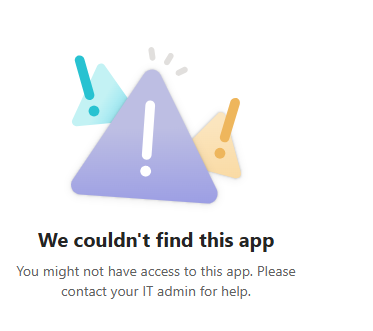 We couldn't find this app
You might not have access to this app. Please
contact your IT admin for help.